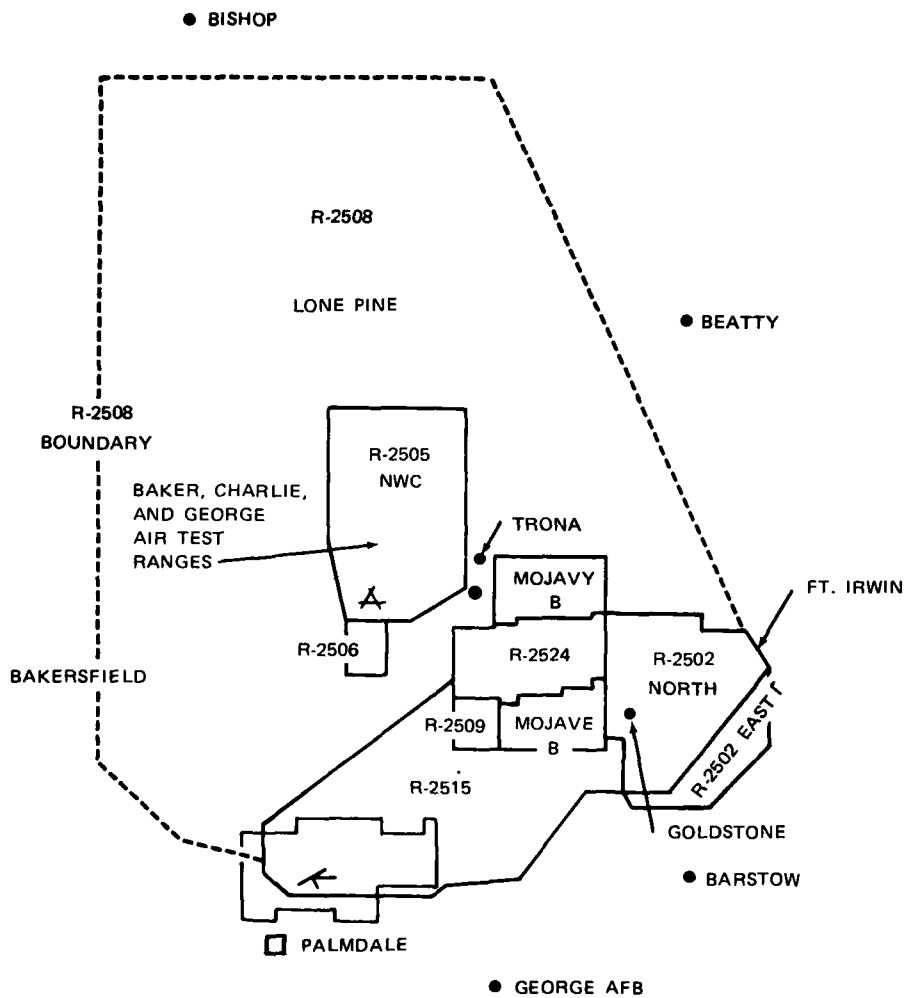 BISHOP
R-2508
LONE PINE
BEATTY
R-2508
BOUNDARY
R-2505
NWC
BAKER, CHARLIE,
AND GEORGE
AIR TEST
RANGES
TRONA
MOJAVY
B
FT. IRWIN
R-2506
R-2524
R-2502
NORTH
BAKERSFIELD
R-2509
MOJAVE
B
R-2502 EAST
R-2515
GOLDSTONE
BARSTOW
PALMDALE
GEORGE AFB